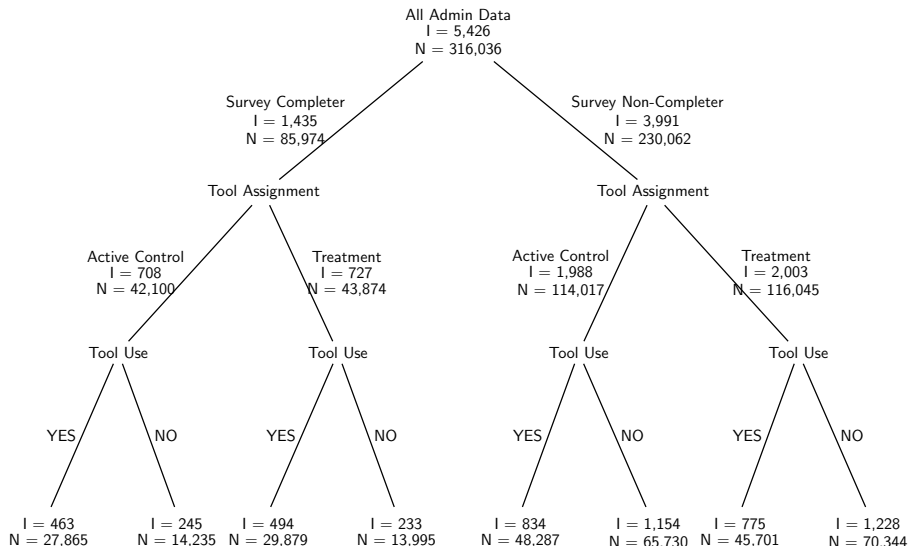 All Admin Data
I = 5,426
N = 316,036
Survey Completer
I = 1,435
N = 85,974
Survey Non-Completer
I = 3,991
N = 230,062
Tool Assignment
Tool Assignment
Active Control
I = 708
N = 42,100
Treatment
I = 727
N = 43,874
Active Control
I = 1,988
N = 114,017
Treatment
I = 2,003
N = 116,045
Tool Use
Tool Use
Tool Use
Tool Use
YES
NO
YES
NO
YES
NO
YES
NO
I = 463
N = 27,865
I = 245
N = 14,235
I = 494
N = 29,879
I = 233
N = 13,995
I = 834
N = 48,287
I = 1,154
N = 65,730
I = 775
N = 45,701
I = 1,228
N = 70,344